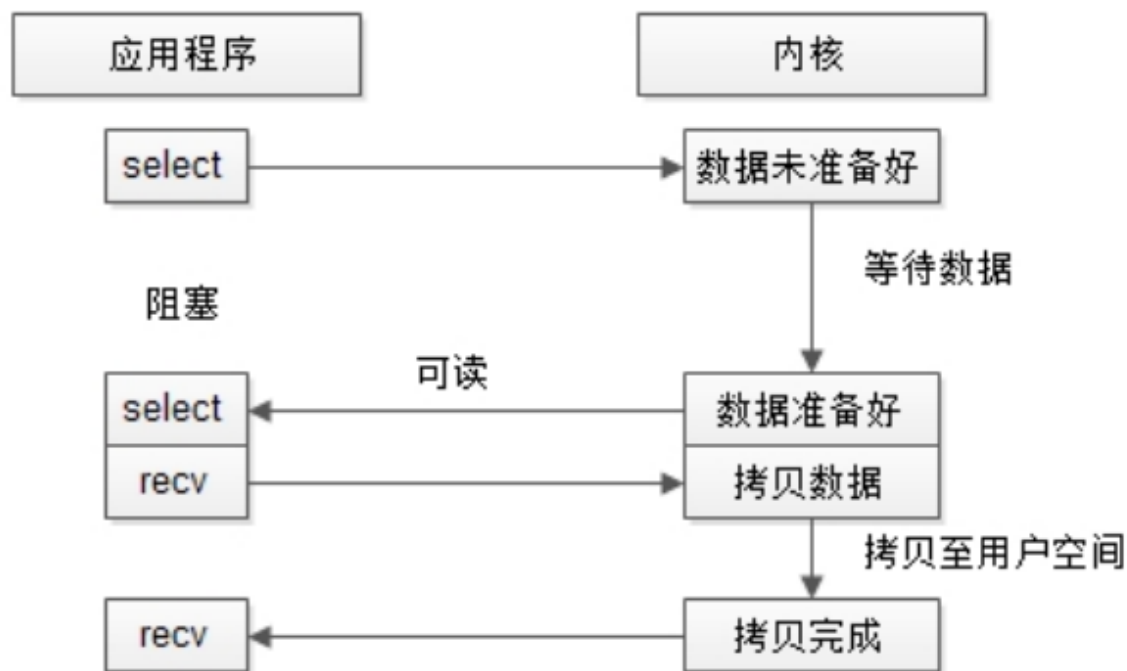 应用程序
内核
select
数据未准备好
等待数据
阻塞
可读
select
数据准备好
recv
拷贝数据
拷贝至用户空间
recv
拷贝完成